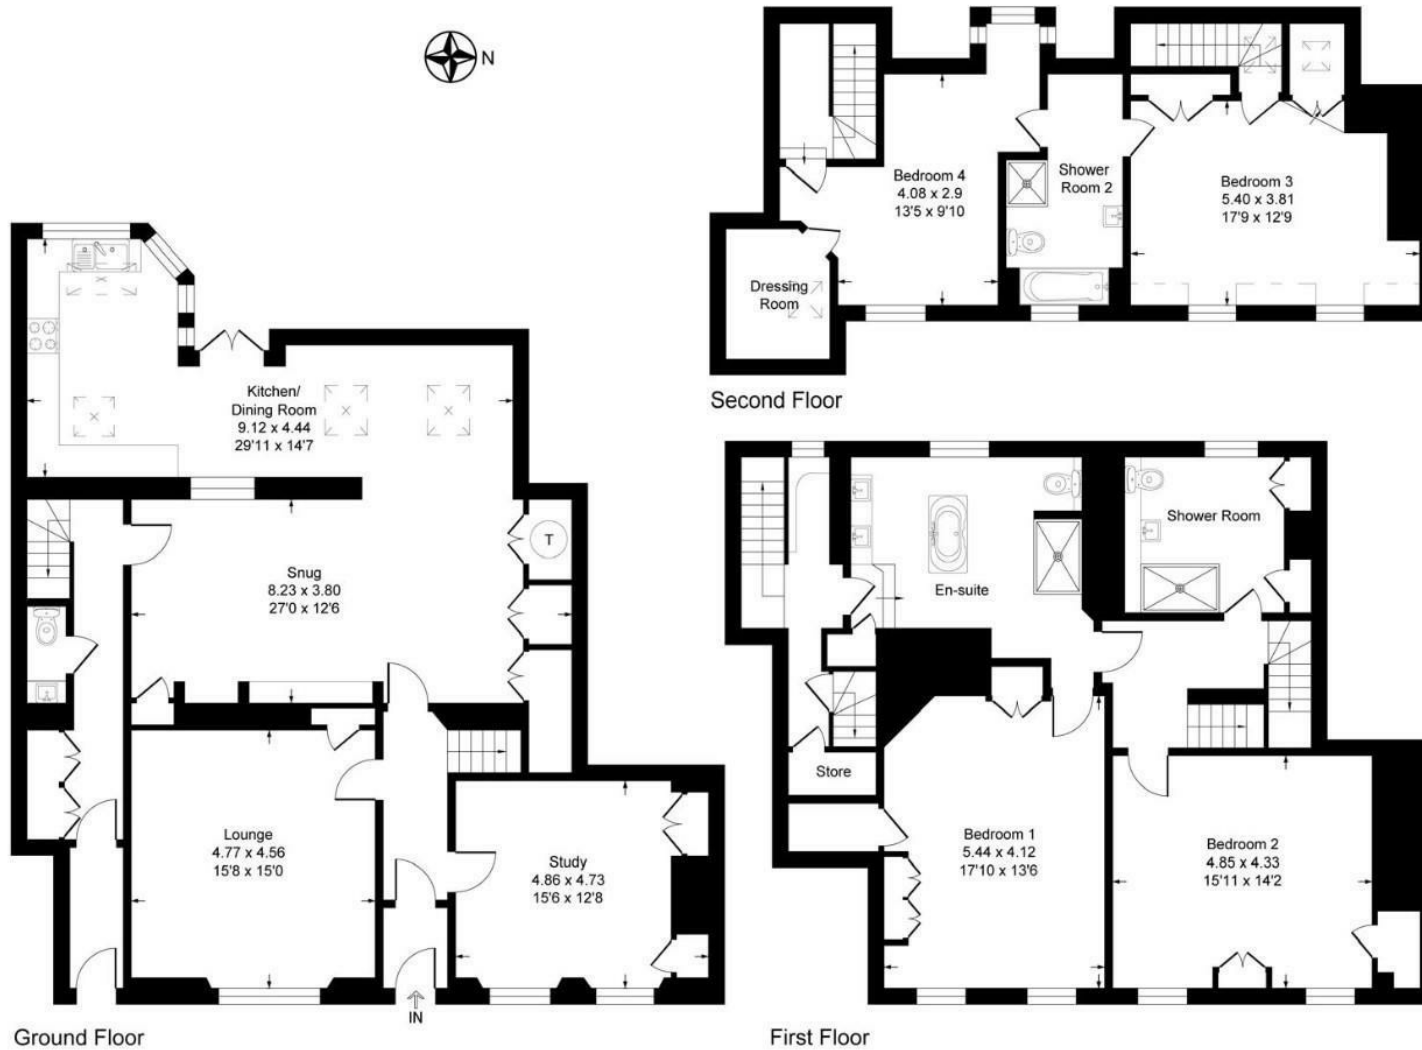 N
Kitchen/
Dining Room
9.12 x 4.44
29'11 x 14'7
T
Snug
8.23 x 3.80
27'0 x 12'6
Lounge
4.77 x 4.56
15'8 x 15'0
Study
4.86 x 4.73
15'6 x 12'8
IN
Ground Floor
Bedroom 4
4.08 x 2.9
13'5 x 9'10
Shower
Room 2
Bedroom 3
5.40 x 3.81
17'9 x 12'9
Dressing
Room
Second Floor
Shower Room
En-suite
Store
Bedroom 1
5.44 x 4.12
17'10 x 13'6
Bedroom 2
4.85 x 4.33
15'11 x 14'2
First Floor